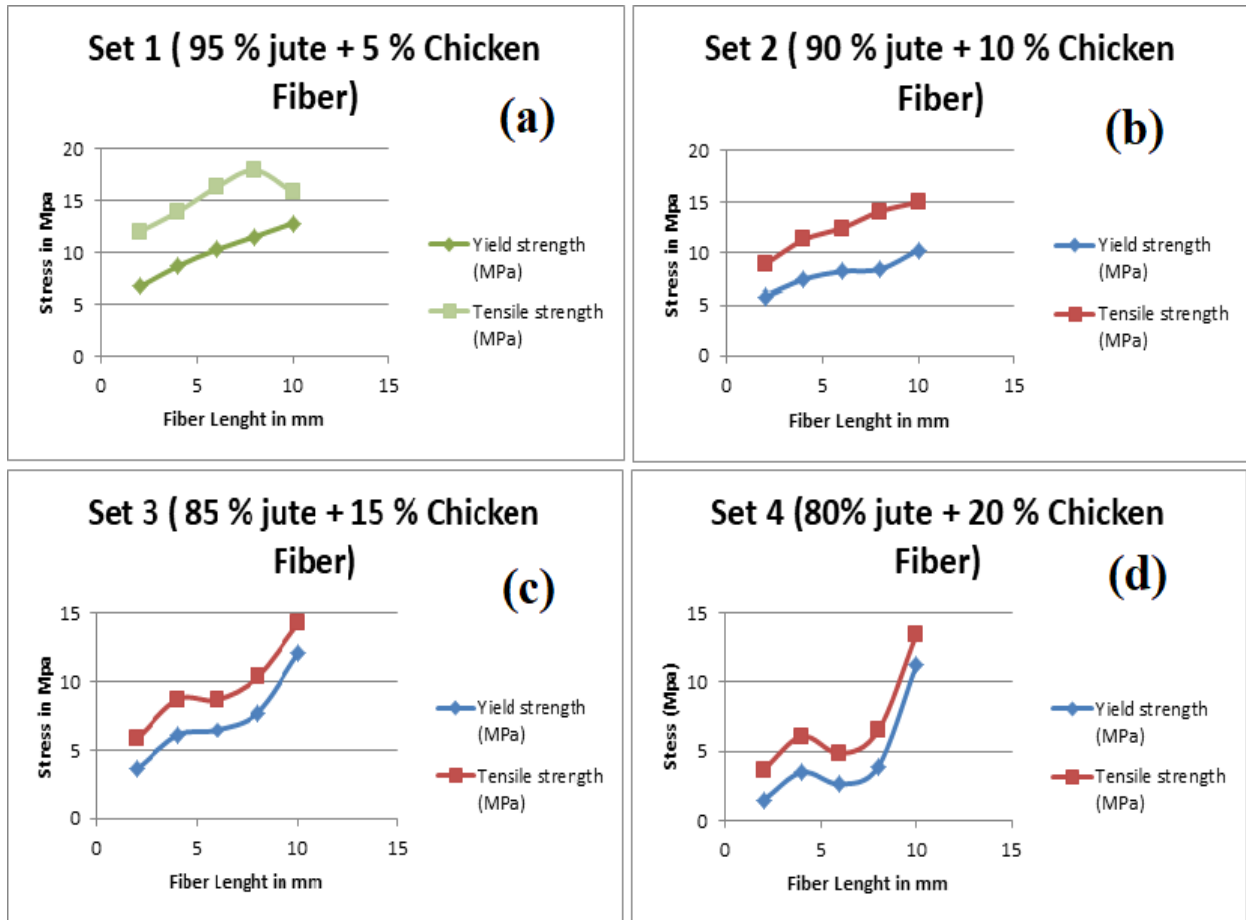 Set 1 ( 95 % jute + 5 % Chicken
Fiber)
(a)
20
15
10
5
0
Stress in Mpa
0 5 10 15
Fiber Lenght in mm
Yield strength
(MPa)
Tensile strength
(MPa)
Set 2 ( 90 % jute + 10 % Chicken
Fiber)
(b)
20
15
10
5
0
Stress in Mpa
0 5 10 15
Fiber Lenght in mm
Yield strength
(MPa)
Tensile strength
(MPa)
Set 3 ( 85 % jute + 15 % Chicken
Fiber)
(c)
15
10
5
0
Stress in Mpa
0 5 10 15
Fiber Lenght in mm
Yield strength
(MPa)
Tensile strength
(MPa)
Set 4 (80% jute + 20 % Chicken
Fiber)
(d)
15
10
5
0
Stess (Mpa)
0 5 10 15
Fiber Lenght in mm
Yield strength
(MPa)
Tensile strength
(MPa)